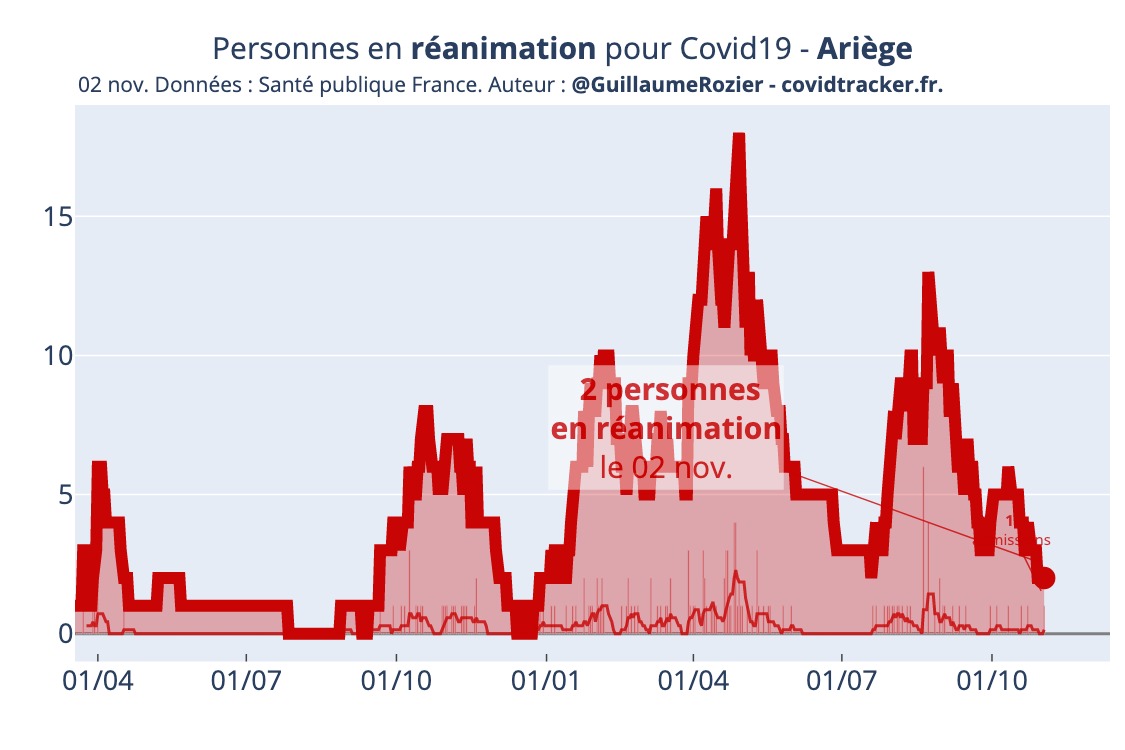 Personnes en réanimation pour Covid19 - Ariège
02 nov. Données : Santé publique France. Auteur : @GuillaumeRozier - covidtracker.fr.
15
10
5
0
2 personnes
en réanimation
le 02 nov.
1
admissions
01/04
01/07
01/10
01/01
01/04
01/07
01/10